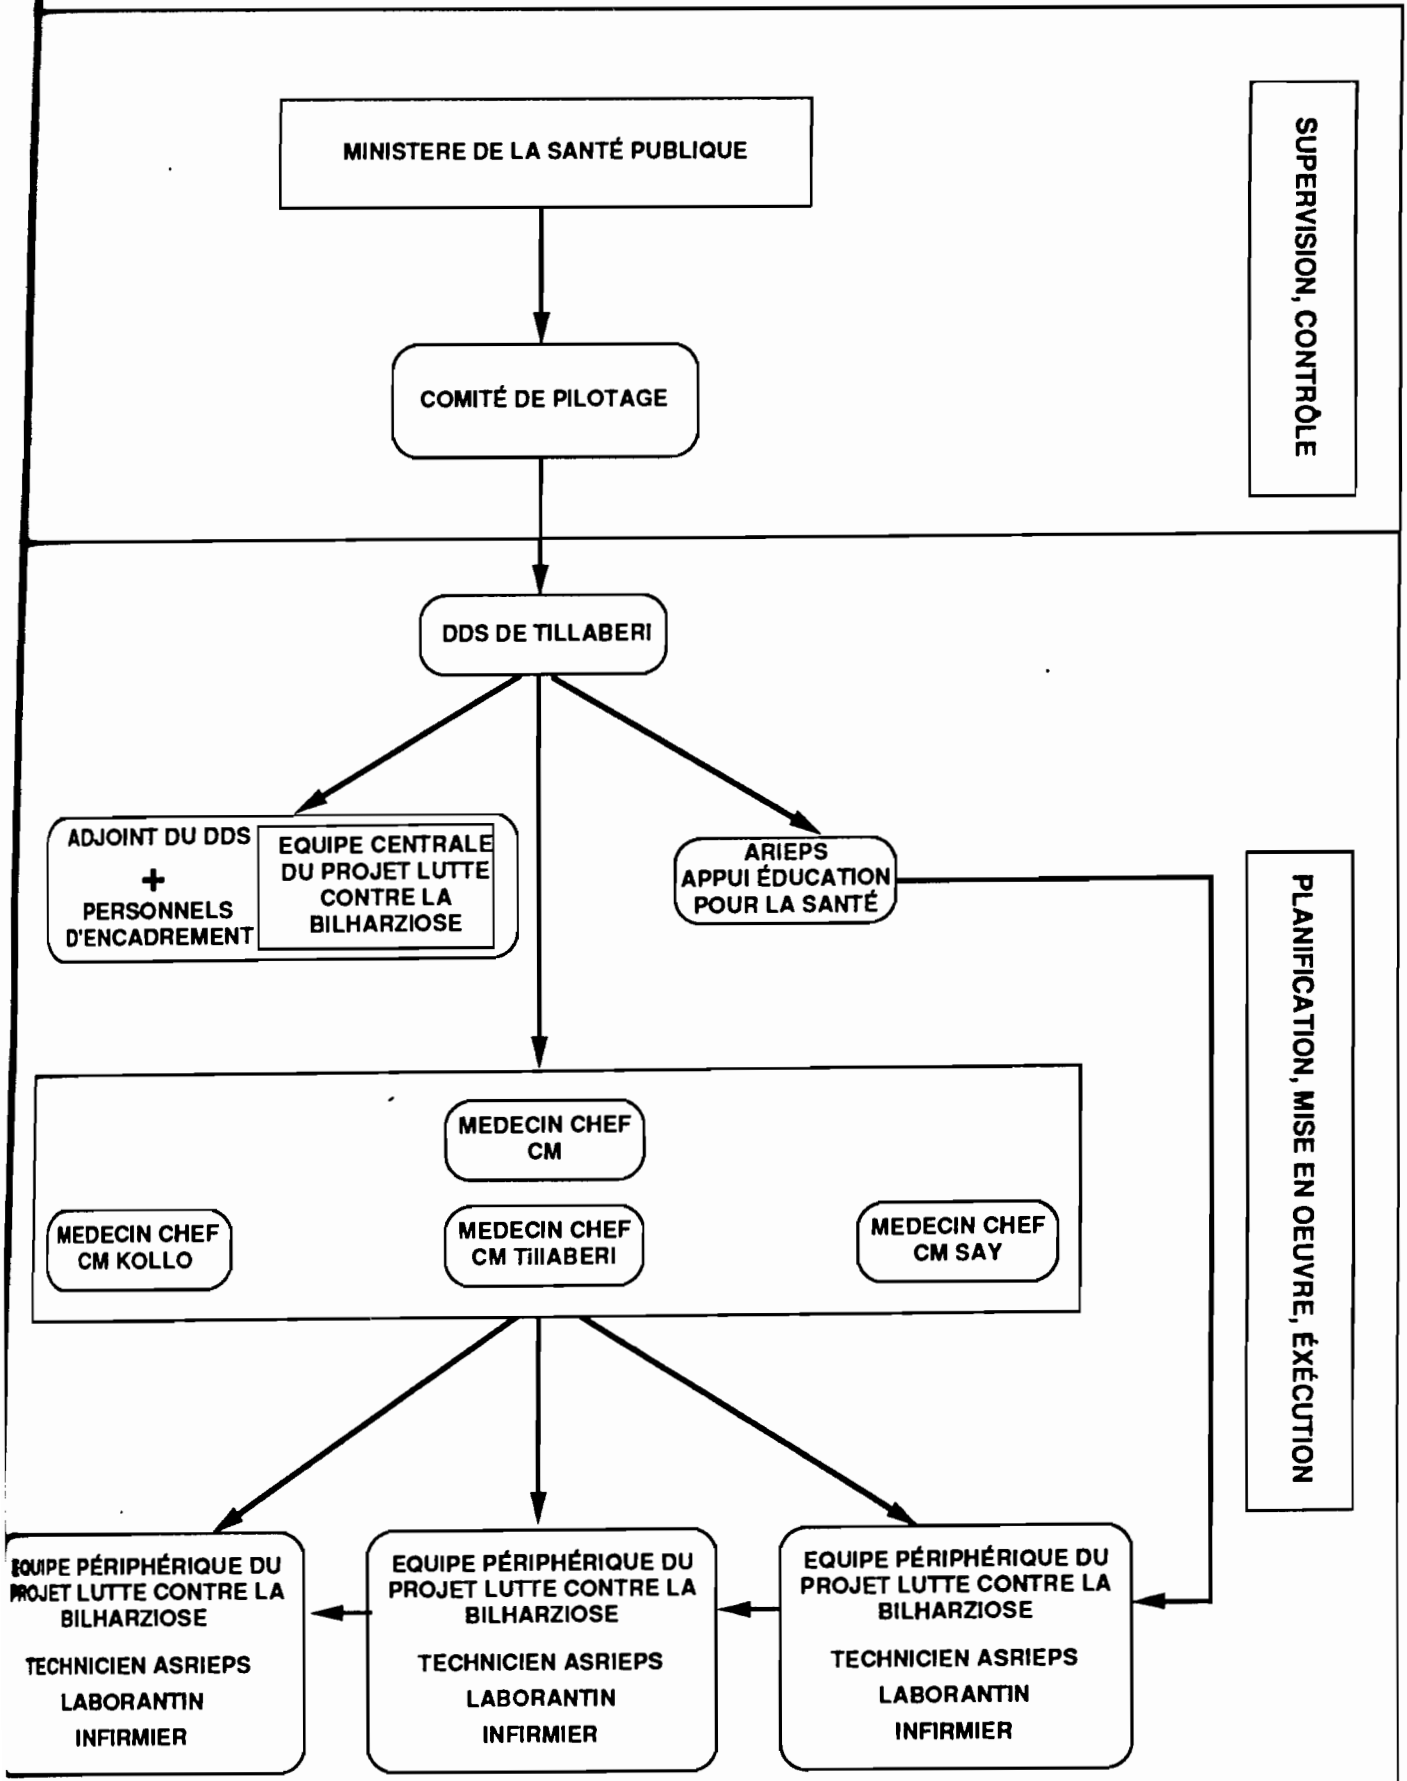 MINISTERE DE LA SANTÉ PUBLIQUE
SUPERVISION, CONTRÔLE
COMITÉ DE PILOTAGE
DDS DE TILLABERI
ADJOINT DU DDS
+
PERSONNELS
D'ENCADREMENT
EQUIPE CENTRALE
DU PROJET LUTTE
CONTRE LA
BILHARZIOSE
ARIEPS
APPUI ÉDUCATION
POUR LA SANTÉ
PLANIFICATION, MISE EN OEUVRE, ÉXÉCUTION
MEDECIN CHEF
CM
MEDECIN CHEF
CM KOLLO
MEDECIN CHEF
CM TillABERI
MEDECIN CHEF
CM SAY
EQUIPE PÉRIPHÉRIQUE DU
PROJET LUTTE CONTRE LA
BILHARZIOSE
TECHNICIEN ASRIEPS
LABORANTIN
INFIRMIER
EQUIPE PÉRIPHÉRIQUE DU
PROJET LUTTE CONTRE LA
BILHARZIOSE
TECHNICIEN ASRIEPS
LABORANTIN
INFIRMIER
EQUIPE PÉRIPHÉRIQUE DU
PROJET LUTTE CONTRE LA
BILHARZIOSE
TECHNICIEN ASRIEPS
LABORANTIN
INFIRMIER